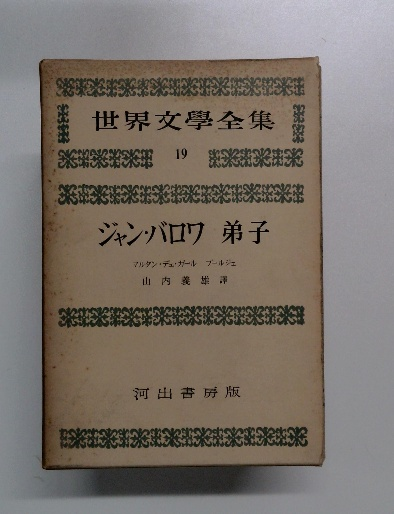 世界文學全集
19
ジャン・バロワ 弟子
マルタン・デュ・ガール ブールジェ
山内義雄 譯
河出書房版